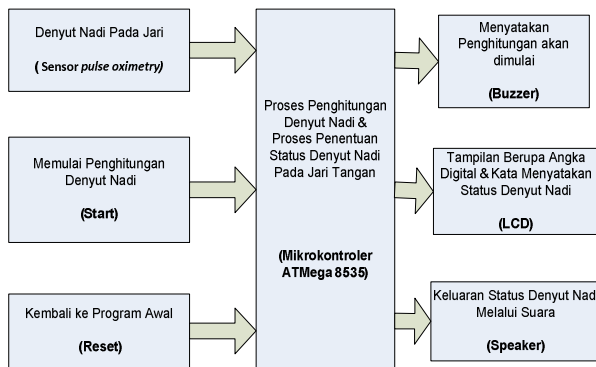 Denyut Nadi Pada Jari
( Sensor pulse oximetry)
Memulai Penghitungan
Denyut Nadi
(Start)
Kembali ke Program Awal
(Reset)
Proses Penghitungan
Denyut Nadi &
Proses Penentuan
Status Denyut Nadi
Pada Jari Tangan
(Mikrokontroler
ATMega 8535)
Menyatakan
Penghitungan akan
dimulai
(Buzzer)
Tampilan Berupa Angka
Digital & Kata Menyatakan
Status Denyut Nadi
(LCD)
Keluaran Status Denyut Nad
Melalui Suara
(Speaker)